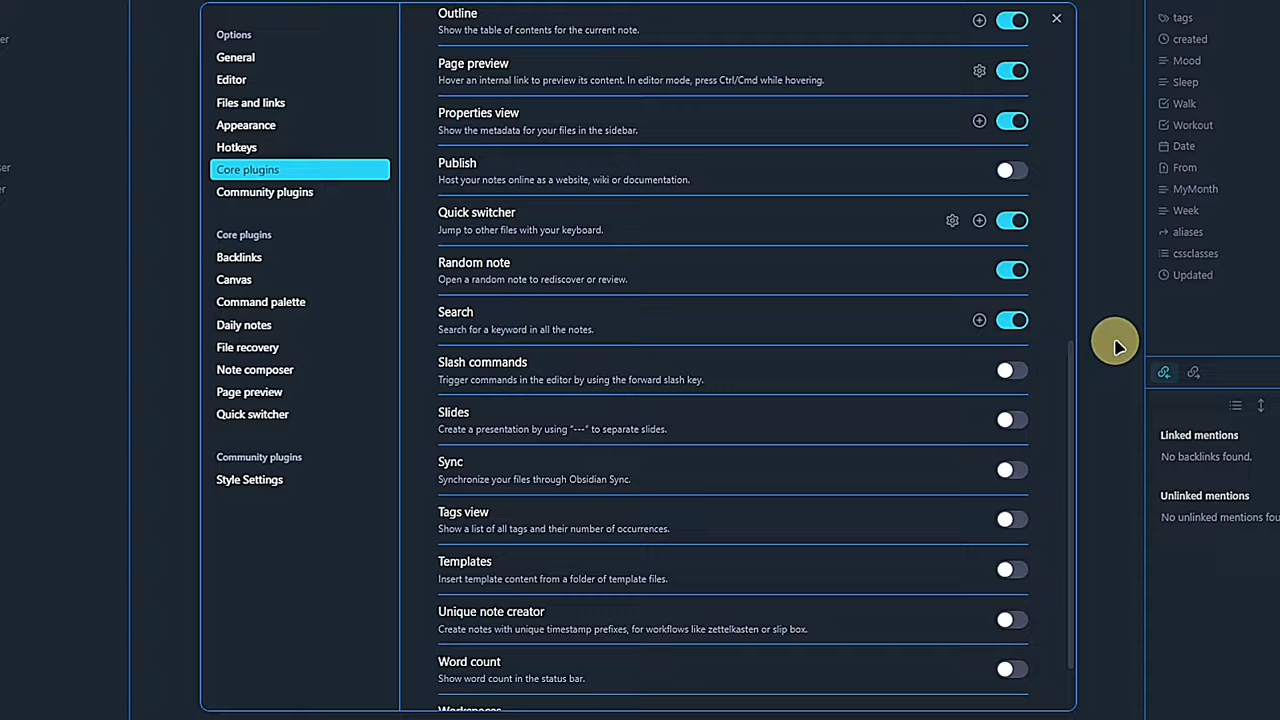 er
ser
er
Options
General
Editor
Files and links
Appearance
Hotkeys
Core plugins
Community plugins
Core plugins
Backlinks
Canvas
Command palette
Daily notes
File recovery
Note composer
Page preview
Quick switcher
Community plugins
Style Settings
Outline
Show the table of contents for the current note.
Page preview
Hover an internal link to preview its content. In editor mode, press Ctrl/Cmd while hovering.
Properties view
Show the metadata for your files in the sidebar.
Publish
Host your notes online as a website, wiki or documentation.
Quick switcher
Jump to other files with your keyboard.
Random note
Open a random note to rediscover or review.
Search
Search for a keyword in all the notes.
Slash commands
Trigger commands in the editor by using the forward slash key.
Slides
Create a presentation by using "---" to separate slides.
Sync
Synchronize your files through Obsidian Sync.
Tags view
Show a list of all tags and their number of occurrences.
Templates
Insert template content from a folder of template files.
Unique note creator
Create notes with unique timestamp prefixes, for workflows like zettelkasten or slip box.
Word count
Show word count in the status bar.
Workspaces
tags
created
Mood
Sleep
Walk
Workout
Date
From
MyMonth
Week
aliases
cssclasses
Updated
Linked mentions
No backlinks found.
Unlinked mentions
No unlinked mentions fou